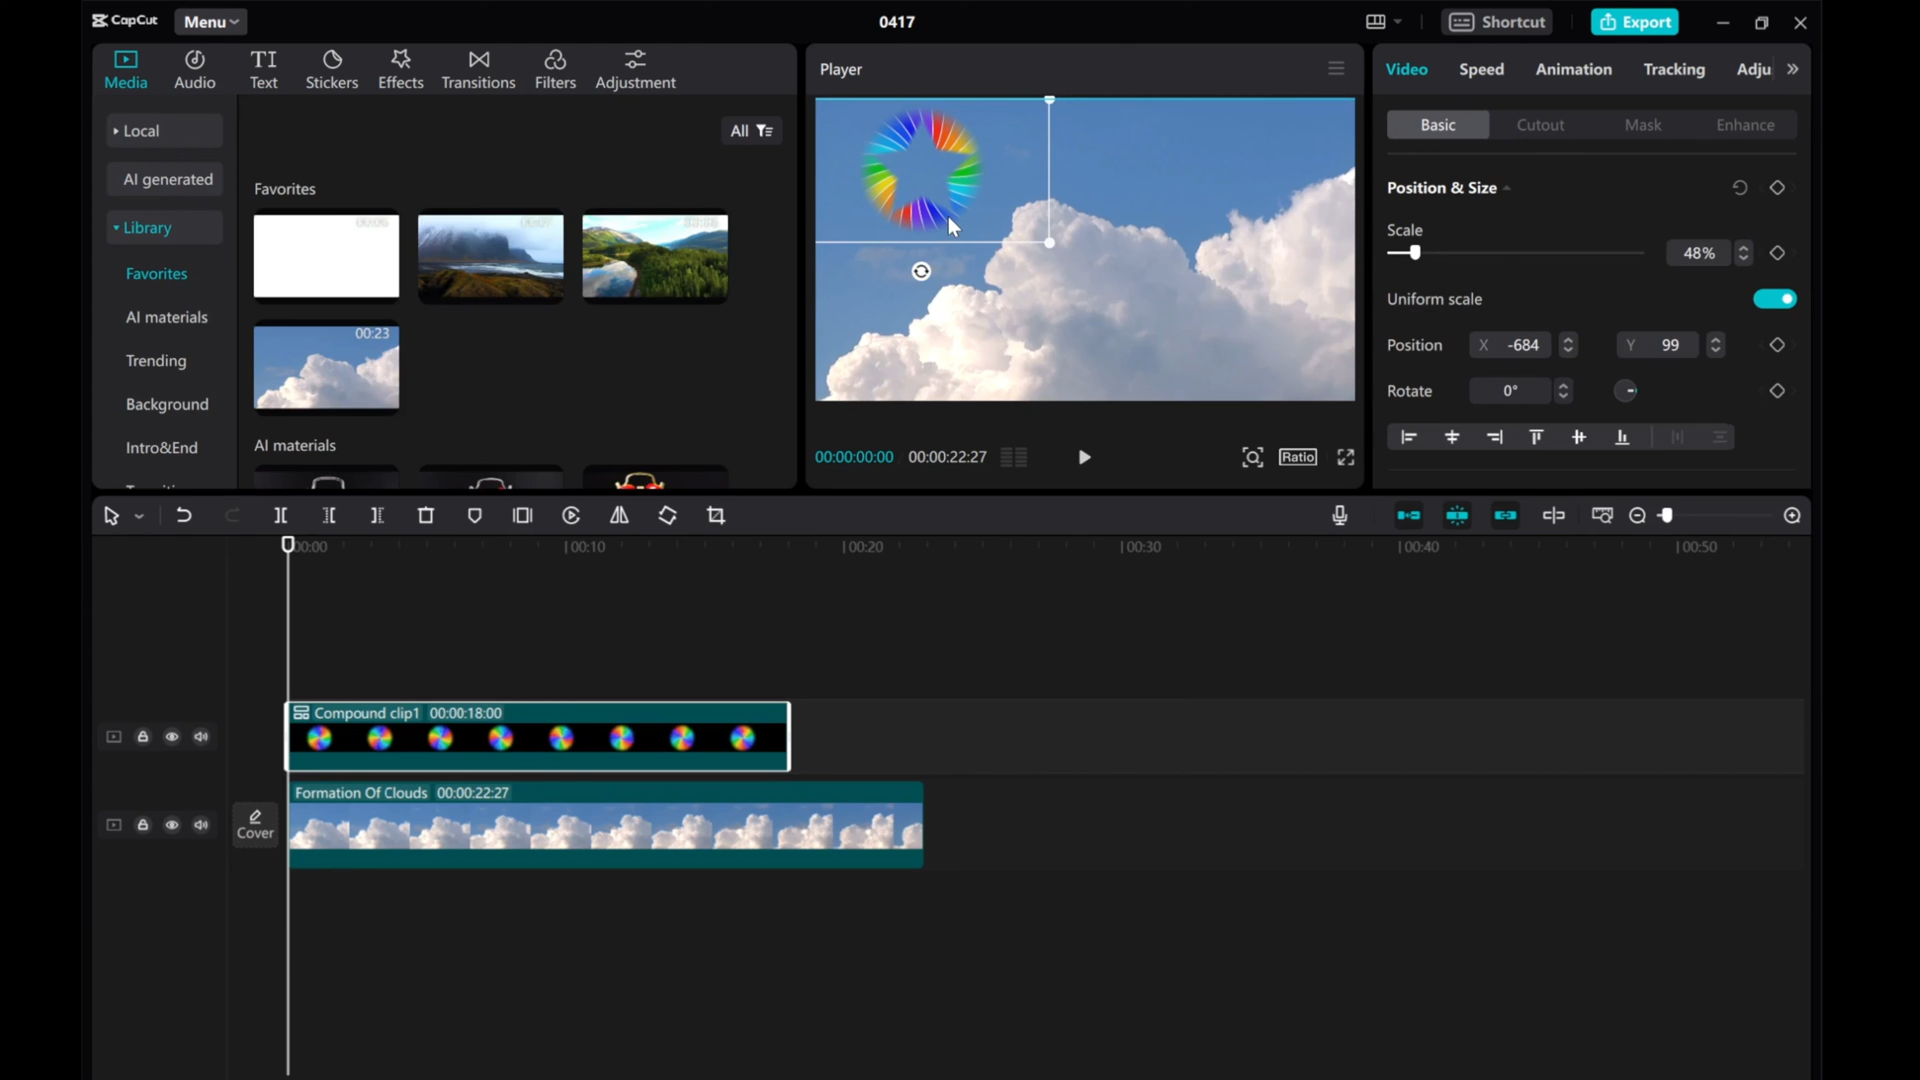 CapCut Menu 0417 Shortcut Export
Media Audio Text Stickers Effects Transitions Filters Adjustment
Local
AI generated
Library
Favorites
AI materials
Trending
Background
Intro&End
All
Favorites
00:23
AI materials
Player
00:00:00:00 00:00:22:27
Ratio
Video Speed Animation Tracking Adju
Basic Cutout Mask Enhance
Position & Size
Scale
48%
Uniform scale
Position X -684 Y 99
Rotate 0°
00:00 00:10 00:20 00:30 00:40 00:50
Compound clip1 00:00:18:00
Cover
Formation Of Clouds 00:00:22:27